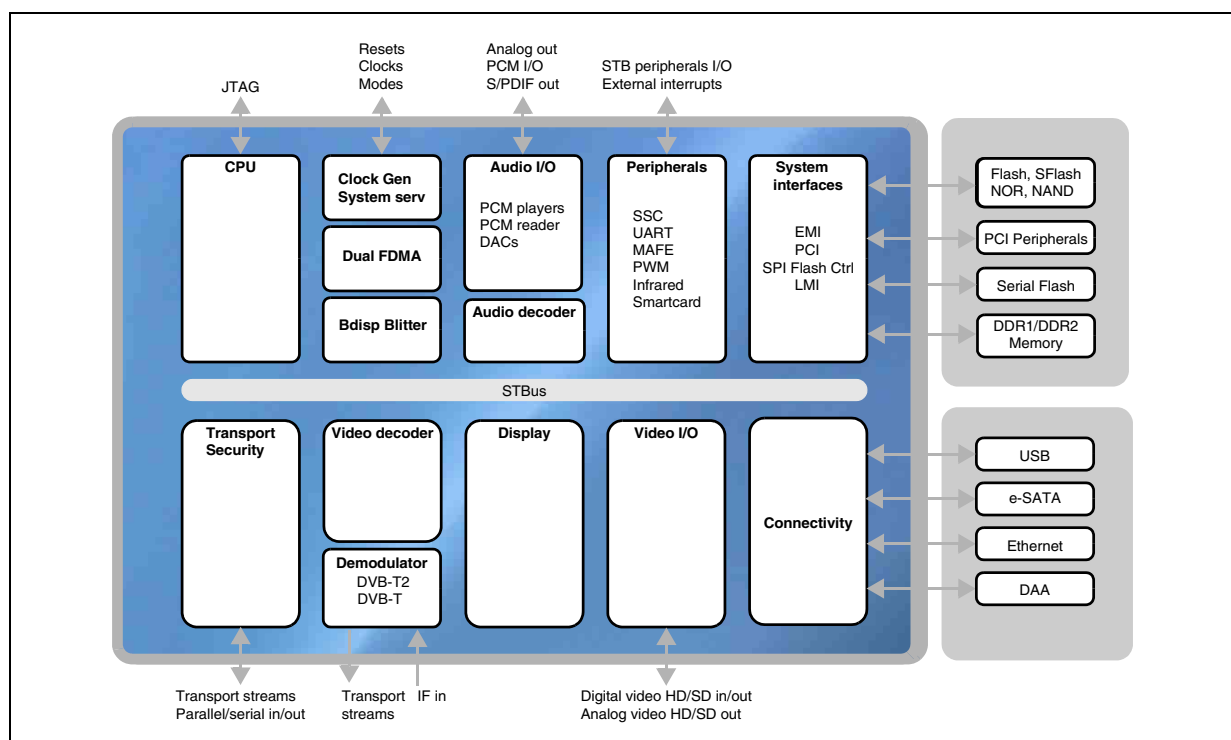 JTAG
Resets
Clocks
Modes
Analog out
PCM I/O
S/PDIF out
STB peripherals I/O
External interrupts
CPU
Clock Gen
System serv
Dual FDMA
Bdisp Blitter
Audio I/O
PCM players
PCM reader
DACs
Audio decoder
Peripherals
SSC
UART
MAFE
PWM
Infrared
Smartcard
System
interfaces
EMI
PCI
SPI Flash Ctrl
LMI
Flash, SFlash
NOR, NAND
PCI Peripherals
Serial Flash
DDR1/DDR2
Memory
STBus
Transport
Security
Video decoder
Demodulator
DVB-T2
DVB-T
Display
Video I/O
Connectivity
USB
e-SATA
Ethernet
DAA
Transport streams
Parallel/serial in/out
Transport
streams
IF in
Digital video HD/SD in/out
Analog video HD/SD out